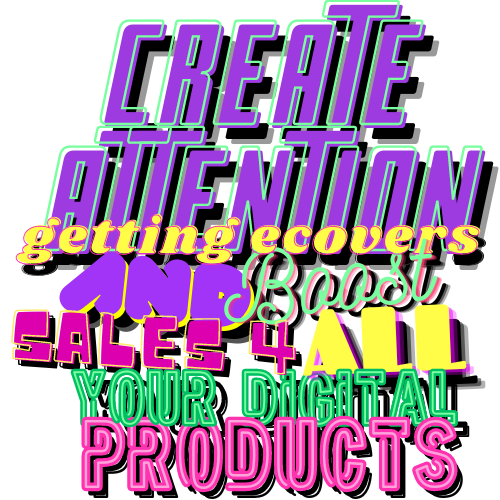 CREATE
ATTENTION
getting ecovers
AND Boost
SALES 4 ALL
YOUR DIGITAL
PRODUCTS